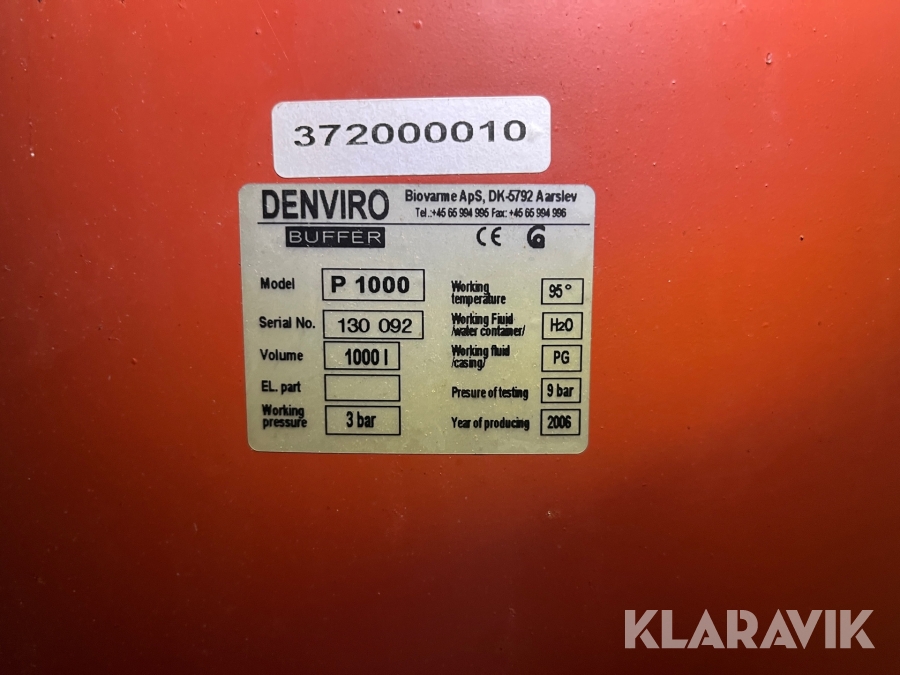 372000010
DENVIRO
BUFFER
Biovarme ApS, DK-5792 Aarslev
Tel.:+45 65 994 995 Fax: +45 65 994 996
CE
Model P 1000
Serial No. 130 092
Volume 1000 l
EL. part
Working pressure 3 bar
Working temperature 95°
Working Fiuid /water container/ H2O
Working fluid /casing/ PG
Presure of testing 9 bar
Year of producing 2006
KLARAVIK